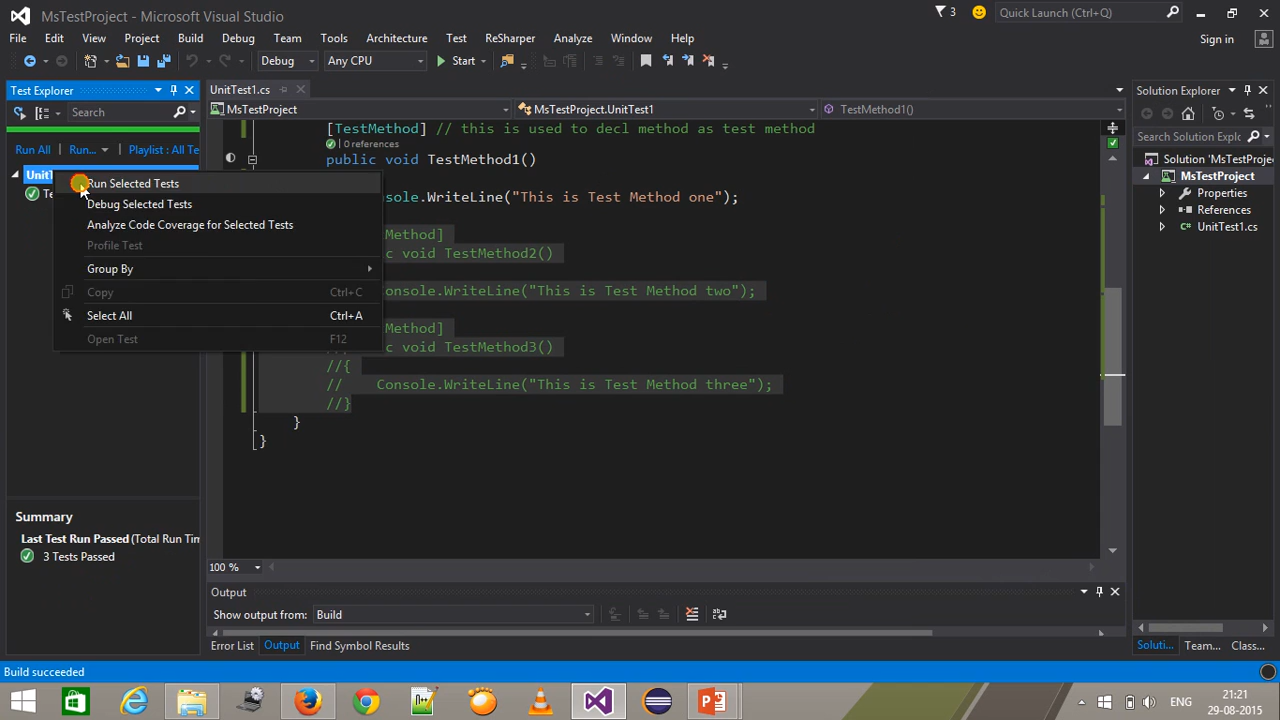 MsTestProject - Microsoft Visual Studio
3
Quick Launch (Ctrl+Q)
File Edit View Project Build Debug Team Tools Architecture Test ReSharper Analyze Window Help
Sign in
Debug Any CPU Start
Test Explorer
Search
Run All Run... Playlist : All Te
Unit
Te
Run Selected Tests
Debug Selected Tests
Analyze Code Coverage for Selected Tests
Profile Test
Group By
Copy Ctrl+C
Select All Ctrl+A
Open Test F12
Summary
Last Test Run Passed (Total Run Tim
3 Tests Passed
UnitTest1.cs
MsTestProject MsTestProject.UnitTest1 TestMethod1()
[TestMethod] // this is used to decl method as test method
0 references
public void TestMethod1()
sole.WriteLine("This is Test Method one");
Method]
c void TestMethod2()
Console.WriteLine("This is Test Method two");
Method]
c void TestMethod3()
//{
// Console.WriteLine("This is Test Method three");
//}
}
}
100 %
Output
Show output from: Build
Error List Output Find Symbol Results
Solution Explorer
Search Solution Explor
Solution 'MsTestProje
MsTestProject
Properties
References
UnitTest1.cs
Soluti... Team... Class...
Build succeeded
ENG
21:21
29-08-2015